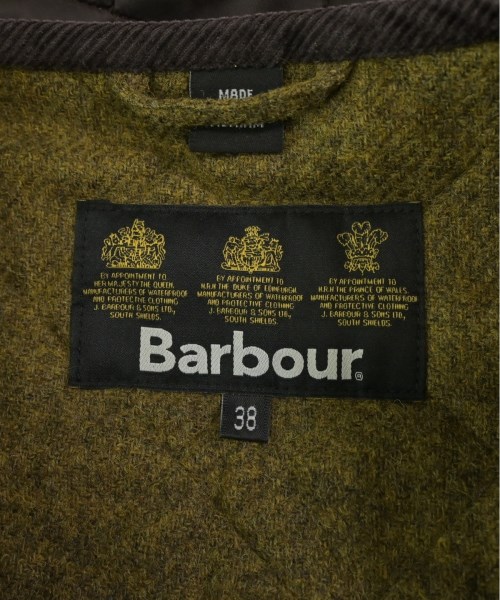 MADE
BY APPOINTMENT TO
HER MAJESTY THE QUEEN.
MANUFACTURERS OF WATERPROOF
AND PROTECTIVE CLOTHING
J. BARBOUR & SONS LTD.,
SOUTH SHIELDS.
BY APPOINTMENT TO
H.R.H THE DUKE OF EDINBURGH
MANUFACTURERS OF WATERPROOF
AND PROTECTIVE CLOTHING
J. BARBOUR & SONS LTD.,
SOUTH SHIELDS.
BY APPOINTMENT TO
H.R.H THE PRINCE OF WALES
MANUFACTURERS OF WATERPROOF
AND PROTECTIVE CLOTHING
J. BARBOUR & SONS LTD.,
SOUTH SHIELDS.
Barbour®
38